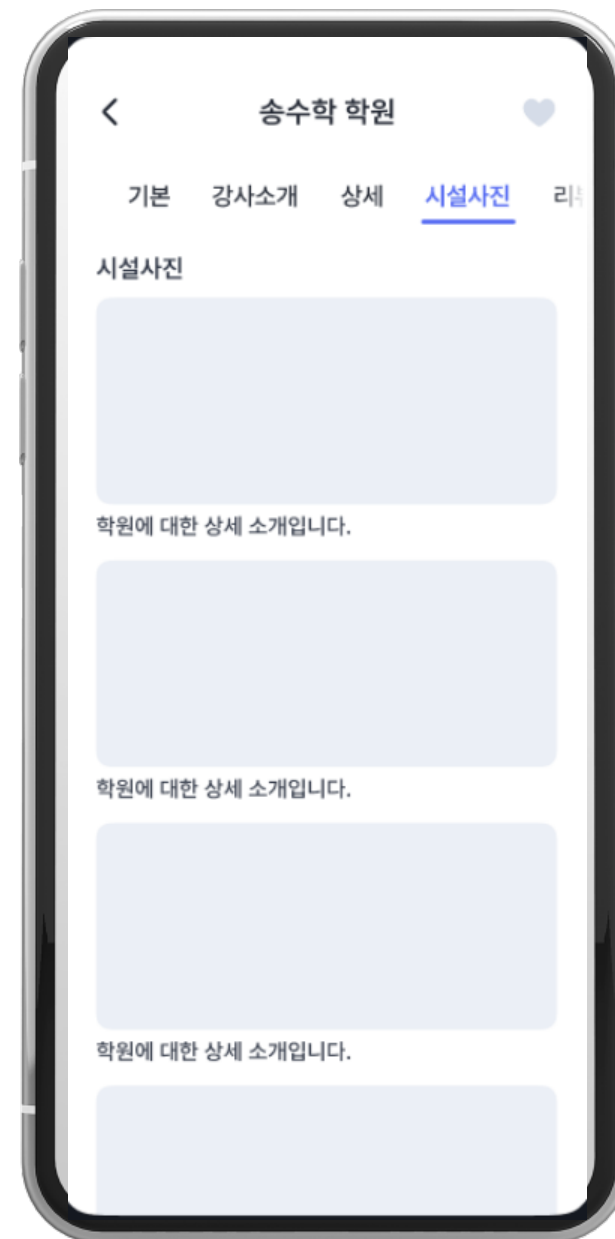 송수학 학원
기본 강사소개 상세 시설사진
시설사진
학원에 대한 상세 소개입니다.
학원에 대한 상세 소개입니다.
학원에 대한 상세 소개입니다.